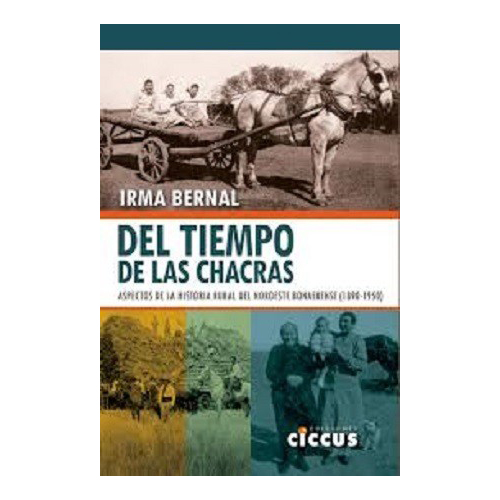 IRMA BERNAL
DEL TIEMPO
DE LAS CHACRAS
ASPECTOS DE LA HISTORIA RURAL DEL NOROESTE BONAERENSE (1890-1950)
EDICIONES
CICCUS